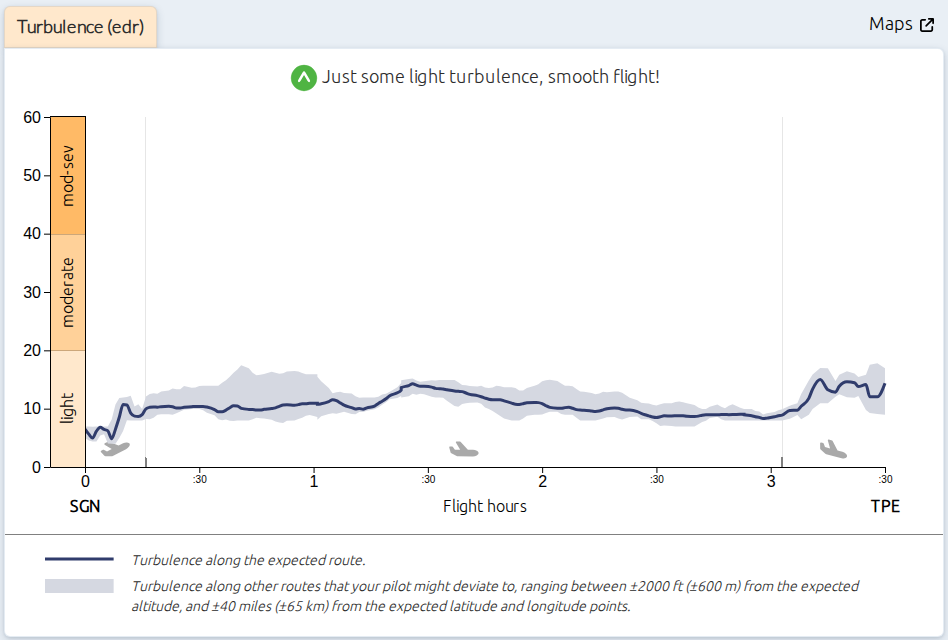 Turbulence (edr)
Maps
Just some light turbulence, smooth flight!
60
50
40
30
20
10
0
mod-sev
moderate
light
0 :30 1 :30 2 :30 3 :30
SGN Flight hours TPE
Turbulence along the expected route.
Turbulence along other routes that your pilot might deviate to, ranging between ±2000 ft (±600 m) from the expected
altitude, and ±40 miles (±65 km) from the expected latitude and longitude points.